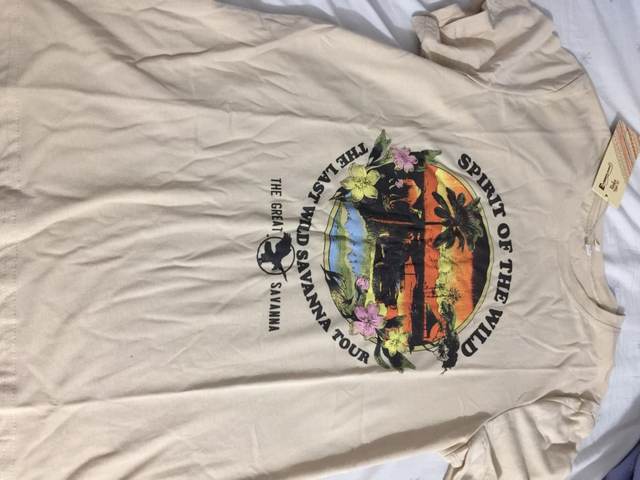 SPIRIT OF THE WILD
THE LAST WILD SAVANNA TOUR
THE GREAT SAVANNA